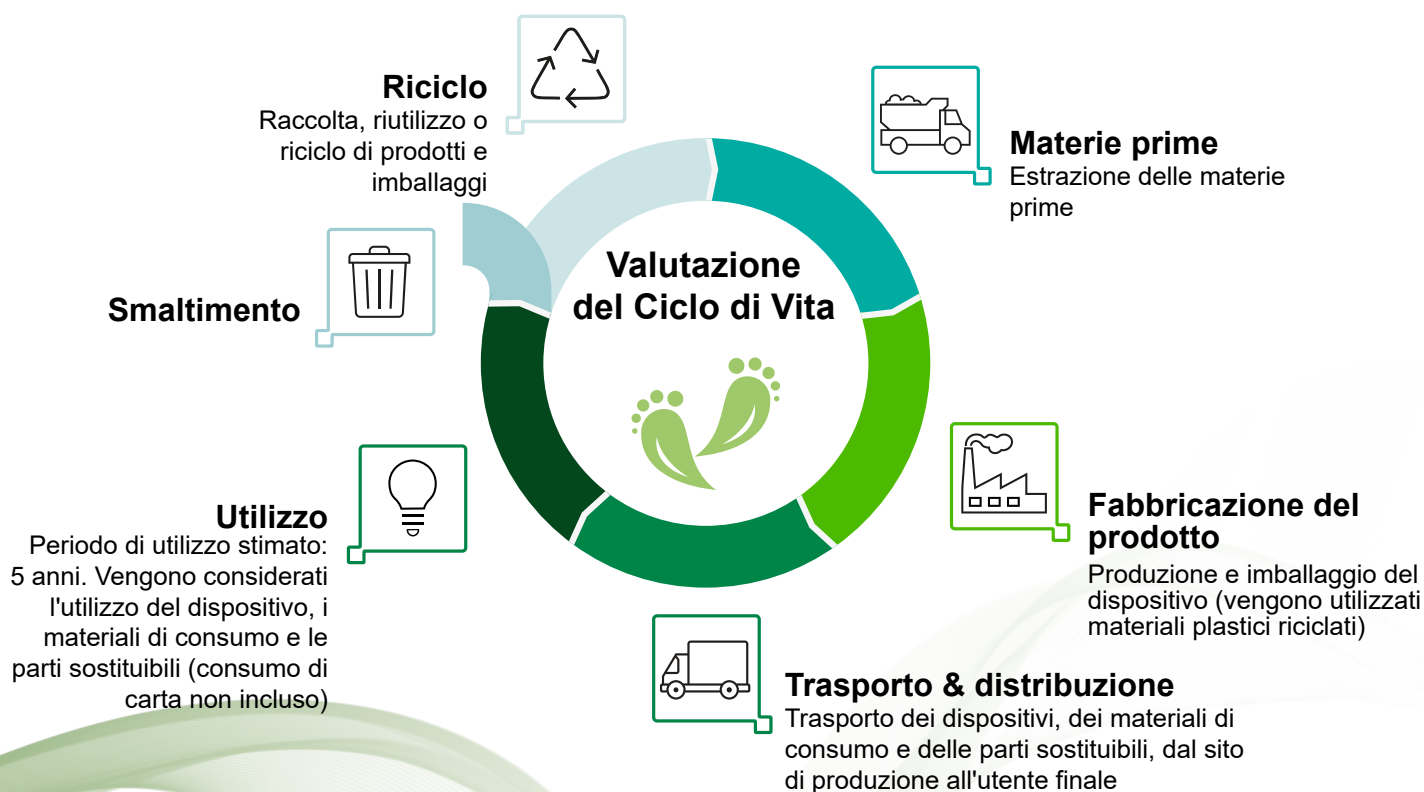 Valutazione
del Ciclo di Vita
Materie prime
Estrazione delle materie
prime
Fabbricazione del
prodotto
Produzione e imballaggio del
dispositivo (vengono utilizzati
materiali plastici riciclati)
Trasporto & distribuzione
Trasporto dei dispositivi, dei materiali di
consumo e delle parti sostituibili, dal sito
di produzione all'utente finale
Utilizzo
Periodo di utilizzo stimato:
5 anni. Vengono considerati
l'utilizzo del dispositivo, i
materiali di consumo e le
parti sostituibili (consumo di
carta non incluso)
Smaltimento
Riciclo
Raccolta, riutilizzo o
riciclo di prodotti e
imballaggi